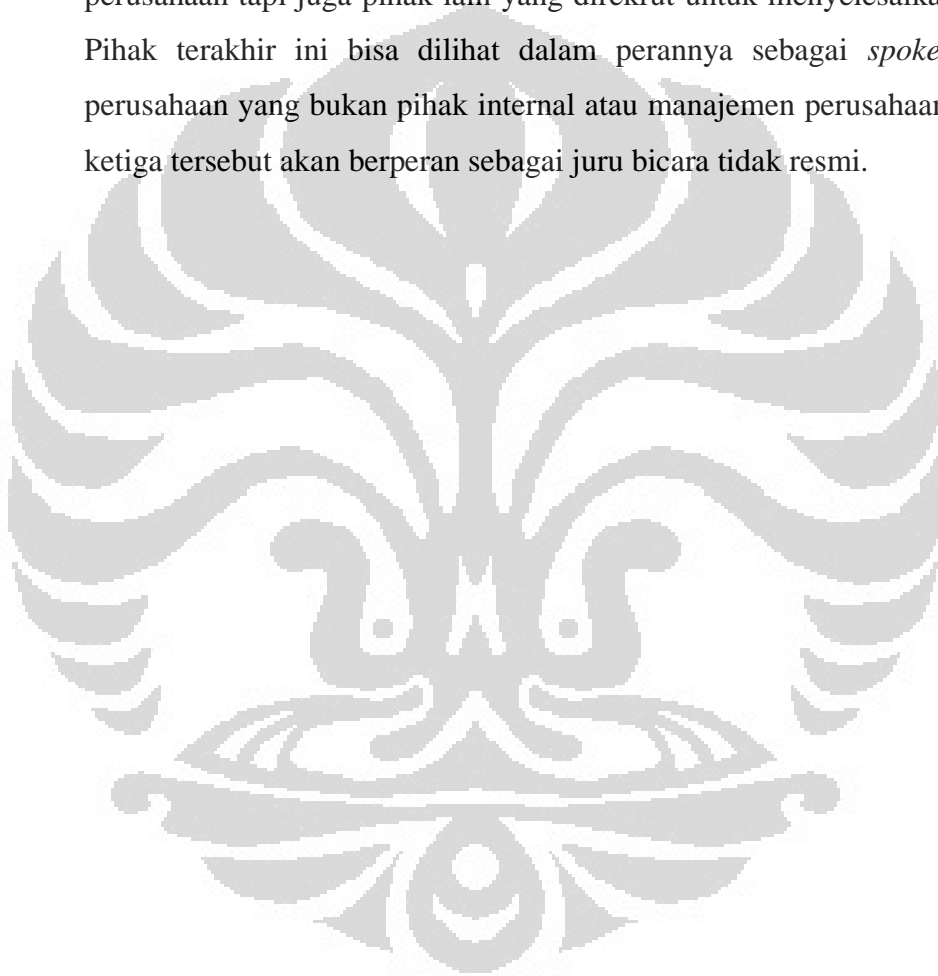 perusahaan tapi juga pihak lain yang direkrut untuk menyelesaika
Pihak terakhir ini bisa dilihat dalam perannya sebagai spoke
perusahaan yang bukan pihak internal atau manajemen perusahaan
ketiga tersebut akan berperan sebagai juru bicara tidak resmi.